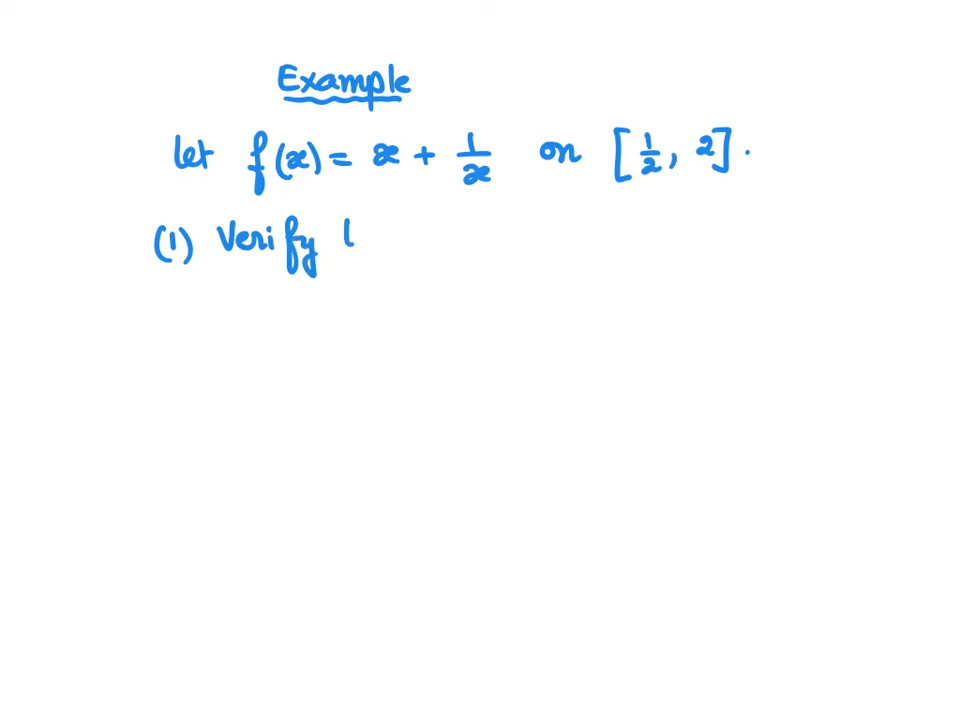 Example
let f(x) = x + 1/x on [1/2, 2].
(1) Verify